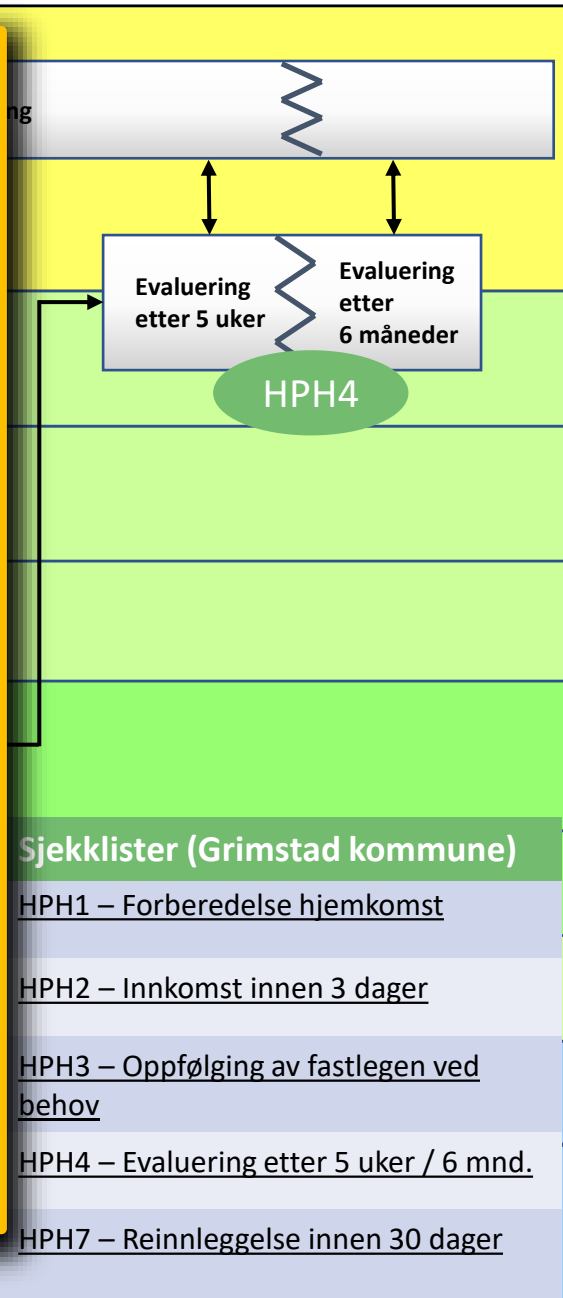 ng
Evaluering
etter 5 uker
Evaluering
etter
6 måneder
HPH4
Sjekklister (Grimstad kommune)
HPH1 – Forberedelse hjemkomst
HPH2 – Innkomst innen 3 dager
HPH3 – Oppfølging av fastlegen ved
behov
HPH4 – Evaluering etter 5 uker / 6 mnd.
HPH7 – Reinnleggelse innen 30 dager